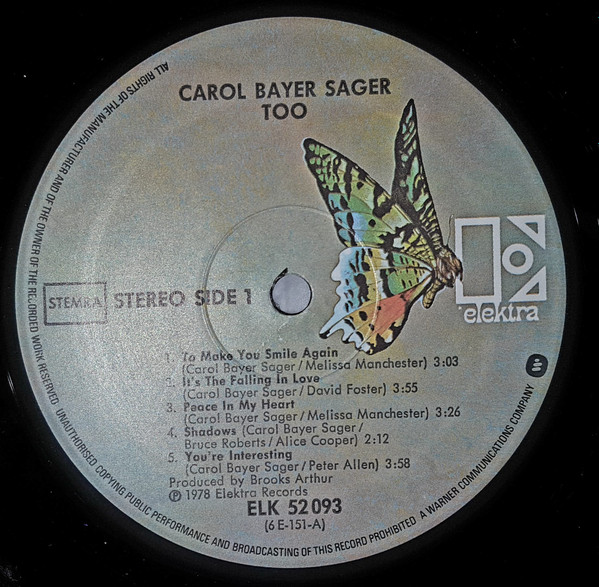 CAROL BAYER SAGER
TOO
elektra
STEMRA
STEREO SIDE 1
1. To Make You Smile Again
(Carol Bayer Sager/Melissa Manchester) 3:03
2. It's The Falling in Love
(Carol Bayer Sager/David Foster) 3:55
3. Peace In My Heart
(Carol Bayer Sager/Melissa Manchester) 3:26
4. Shadows (Carol Bayer Sager/
Bruce Roberts/Alice Cooper) 2:12
5. You're Interesting
(Carol Bayer Sager/Peter Allen) 3:58
Produced by Brooks Arthur
℗ 1978 Elektra Records
ELK 52 093
(6 E-151-A)
ALL RIGHTS OF THE MANUFACTURER AND OF THE OWNER OF THE RECORDED WORK RESERVED UNAUTHORISED COPYING PUBLIC PERFORMANCE AND BROADCASTING OF THIS RECORD PROHIBITED A WARNER COMMUNICATIONS COMPANY